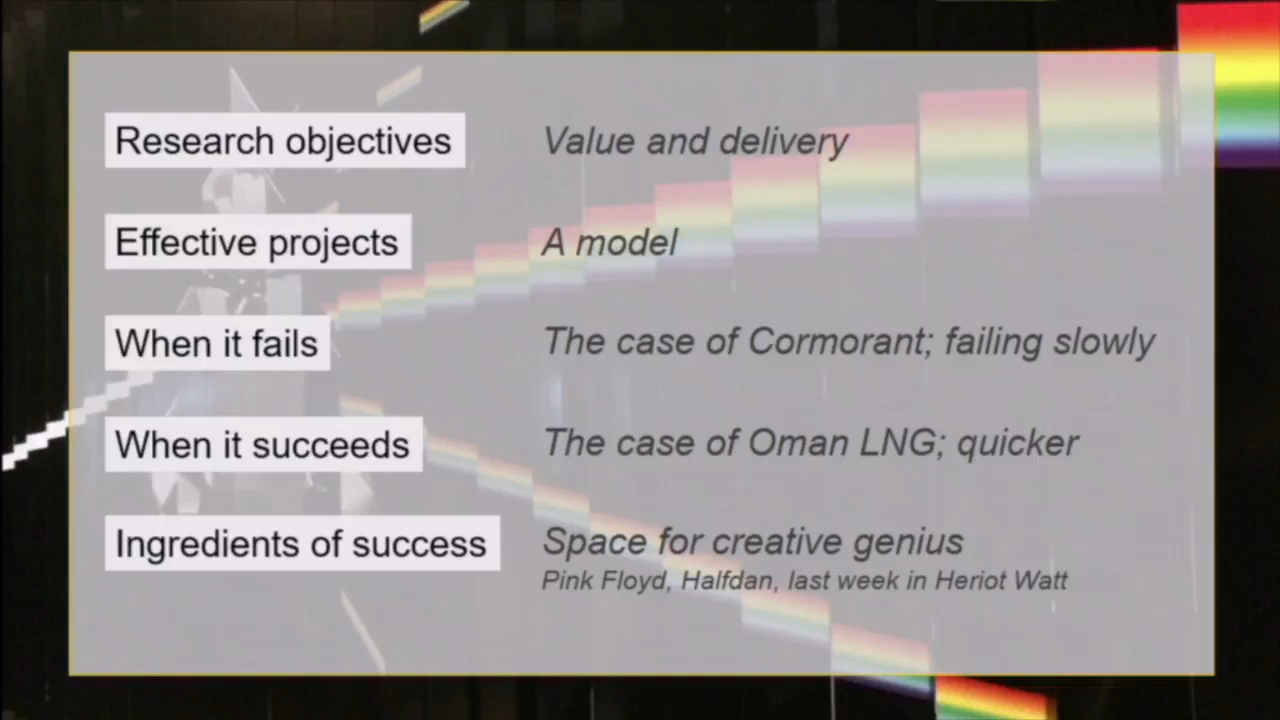 Research objectives Value and delivery
Effective projects A model
When it fails The case of Cormorant; failing slowly
When it succeeds The case of Oman LNG; quicker
Ingredients of success Space for creative genius
Pink Floyd, Halfdan, last week in Heriot Watt